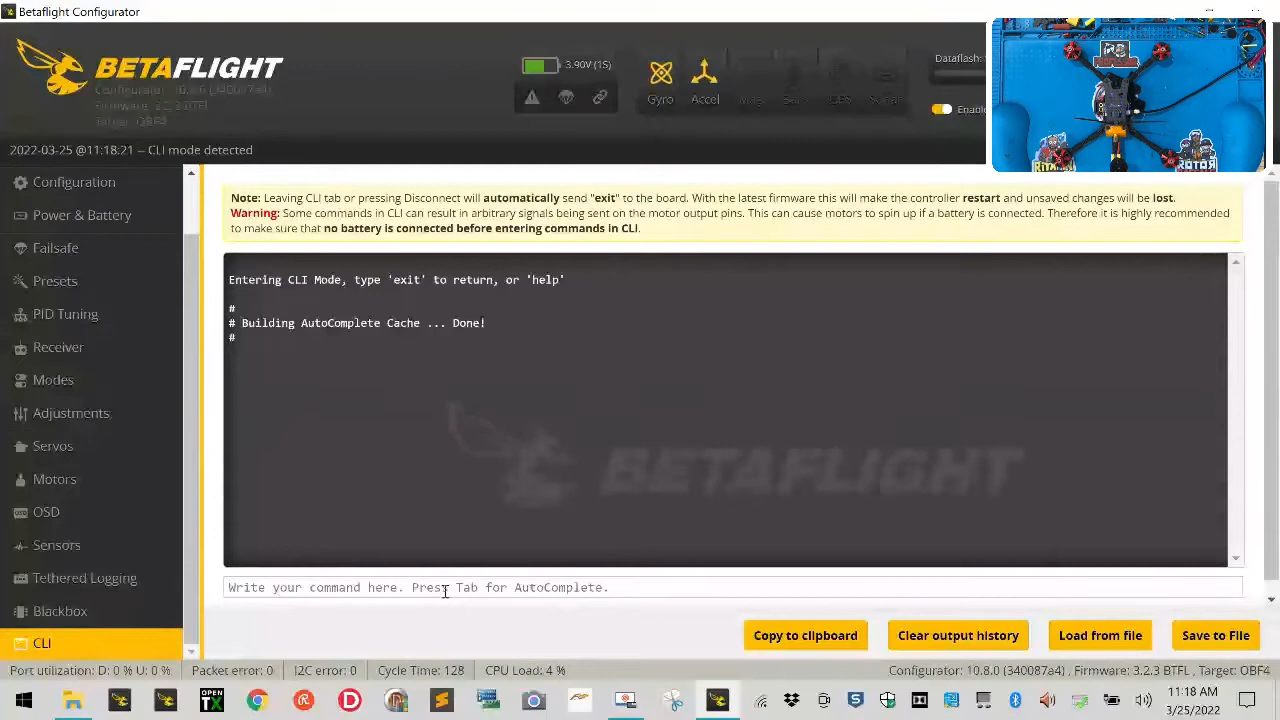 Betaflight Configurator
BETAFLIGHT
3.90V (1S)
Gyro
Accel
Dataflash:
Enable
2022-03-25 @11:18:21 -- CLI mode detected
Configuration
Power & Battery
Failsafe
Presets
PID Tuning
Receiver
Modes
Adjustments
Servos
Motors
OSD
Sensors
Tethered Logging
Blackbox
CLI
Note: Leaving CLI tab or pressing Disconnect will automatically send "exit" to the board. With the latest firmware this will make the controller restart and unsaved changes will be lost.
Warning: Some commands in CLI can result in arbitrary signals being sent on the motor output pins. This can cause motors to spin up if a battery is connected. Therefore it is highly recommended
to make sure that no battery is connected before entering commands in CLI.
Entering CLI Mode, type 'exit' to return, or 'help'
#
# Building AutoComplete Cache ... Done!
#
BETAFLIGHT
Write your command here. Press Tab for AutoComplete.
Copy to clipboard
Clear output history
Load from file
Save to File
Port utilization: D: 0 % U: 0 %
Packet error: 0
I2C error: 0
Cycle Time: 128
CPU Load: 4 %
Configurator: 10.8.0 (340087a4), Firmware: 3.2.3 BTFL, Target: OBF4
OPEN
TX
11:18 AM
3/25/2022